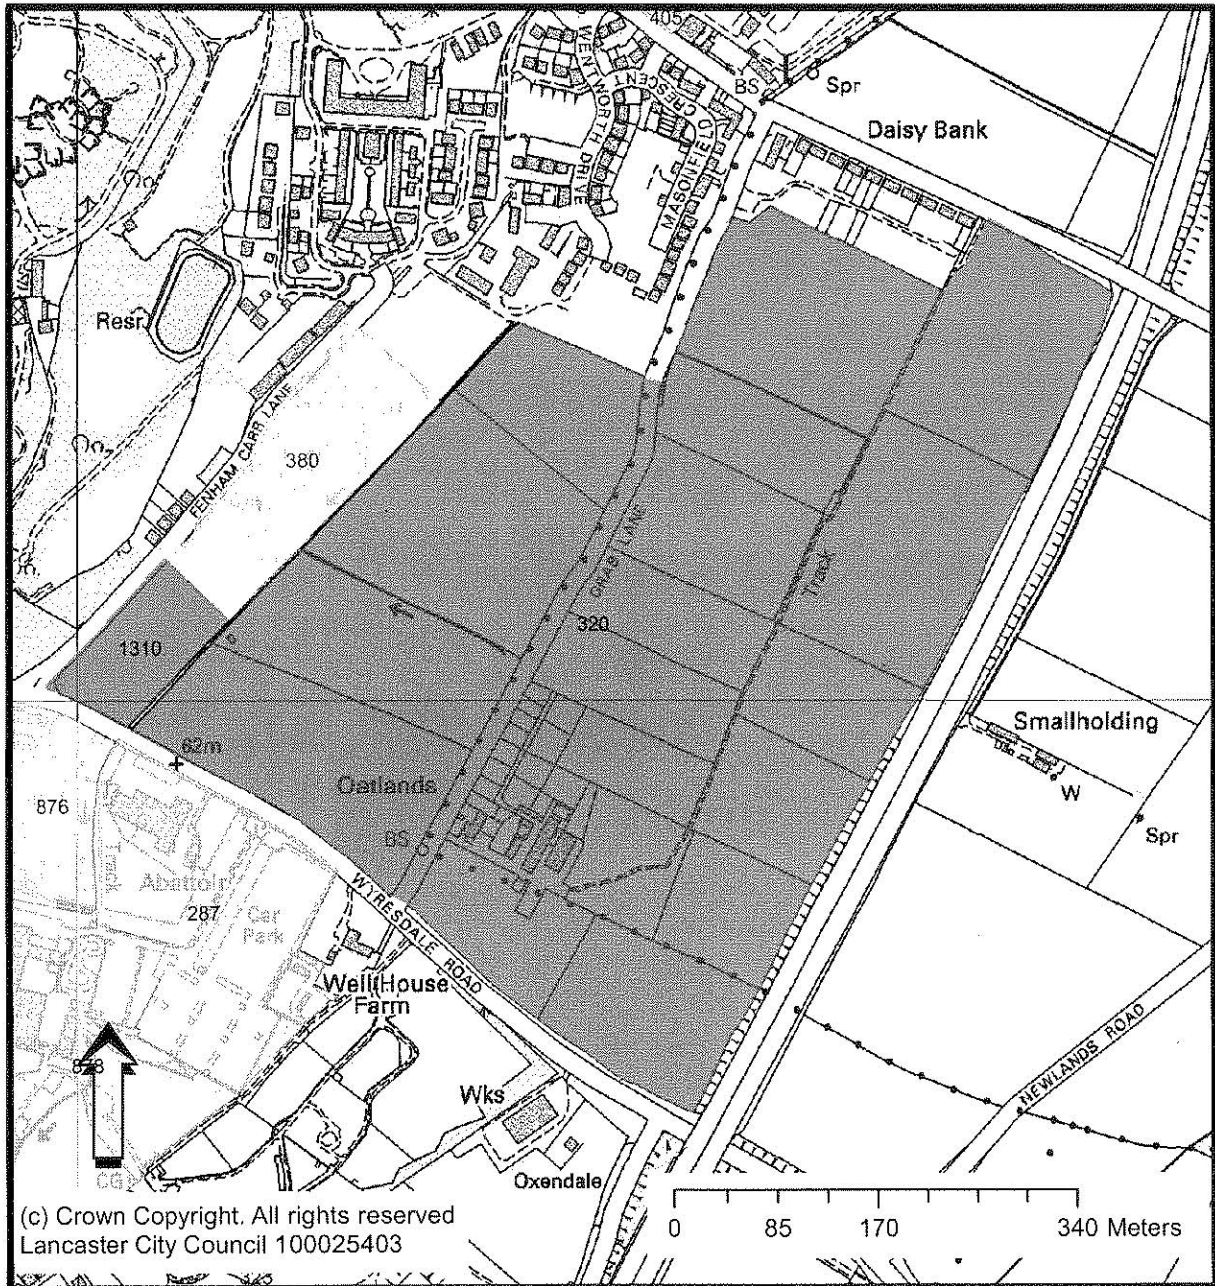 405
WENTWORTH DRIVE
MASONFIELD CRESCENT
BS
Spr
Daisy Bank
Resr
FENHAM CARR LANE
380
GRAB LANE
Track
1310
320
62m
Oatlands
BS
Smallholding
W
Spr
876
Abattoir
287
Car
Park
WYRESDALE ROAD
Well House
Farm
NEWLANDS ROAD
Wks
Oxendale
(c) Crown Copyright. All rights reserved
Lancaster City Council 100025403
0 85 170 340 Meters